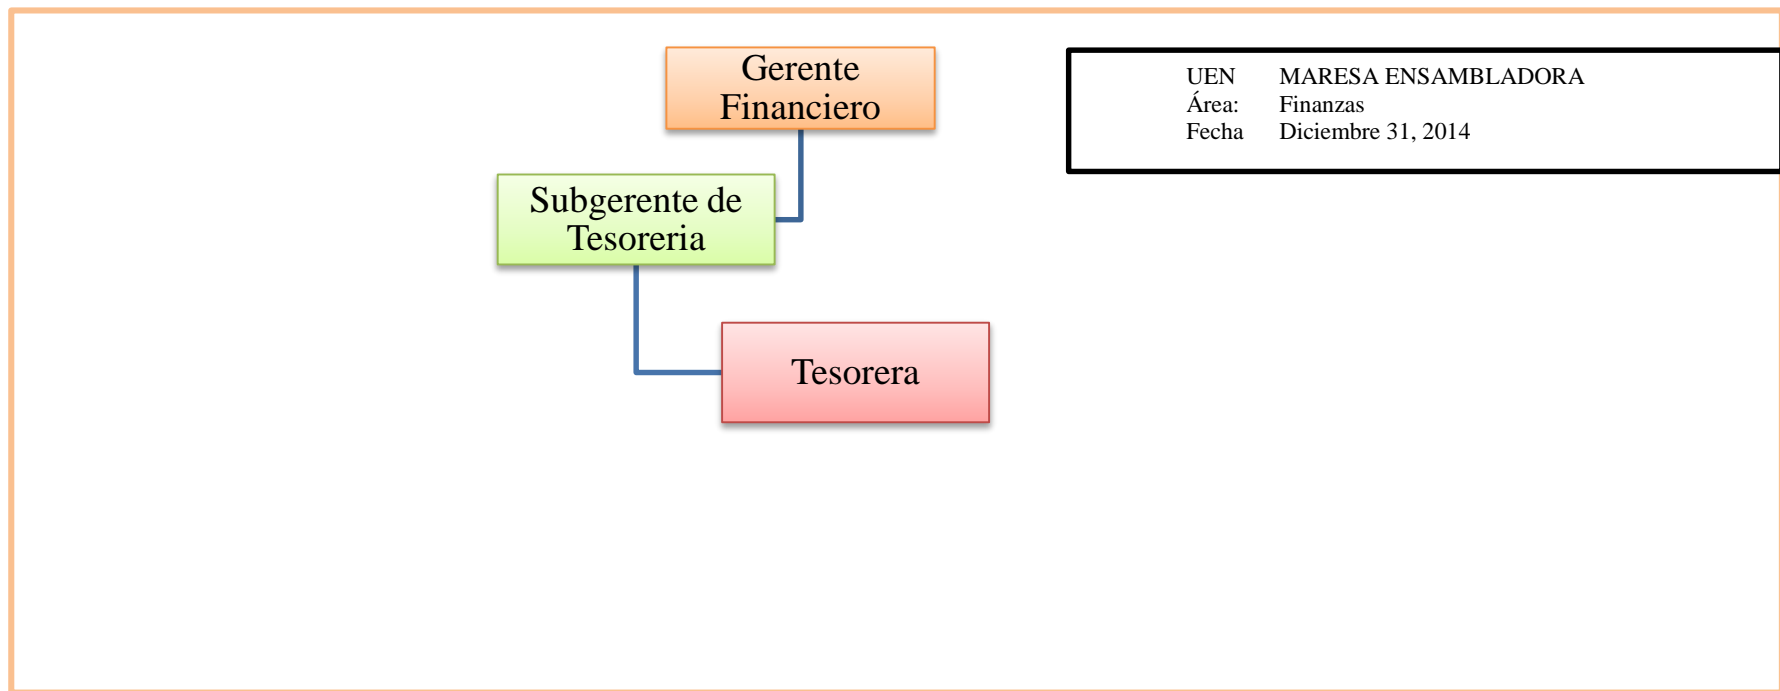 Gerente
Financiero
UEN MARESA ENSAMBLADORA
Área: Finanzas
Fecha Diciembre 31, 2014
Subgerente de
Tesoreria
Tesorera